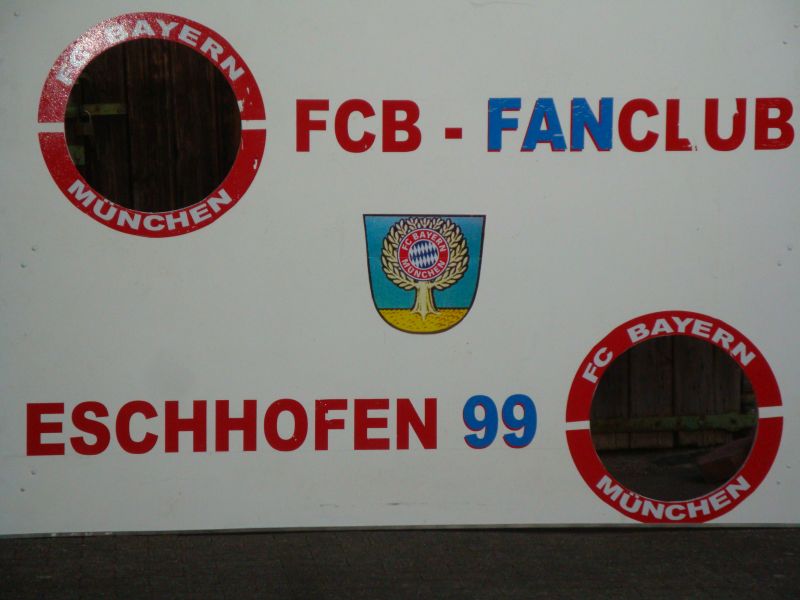 FC BAYERN
MÜNCHEN
FCB - FANCLUB
FC BAYERN
MÜNCHEN
ESCHHOFEN 99
FC BAYERN
MÜNCHEN